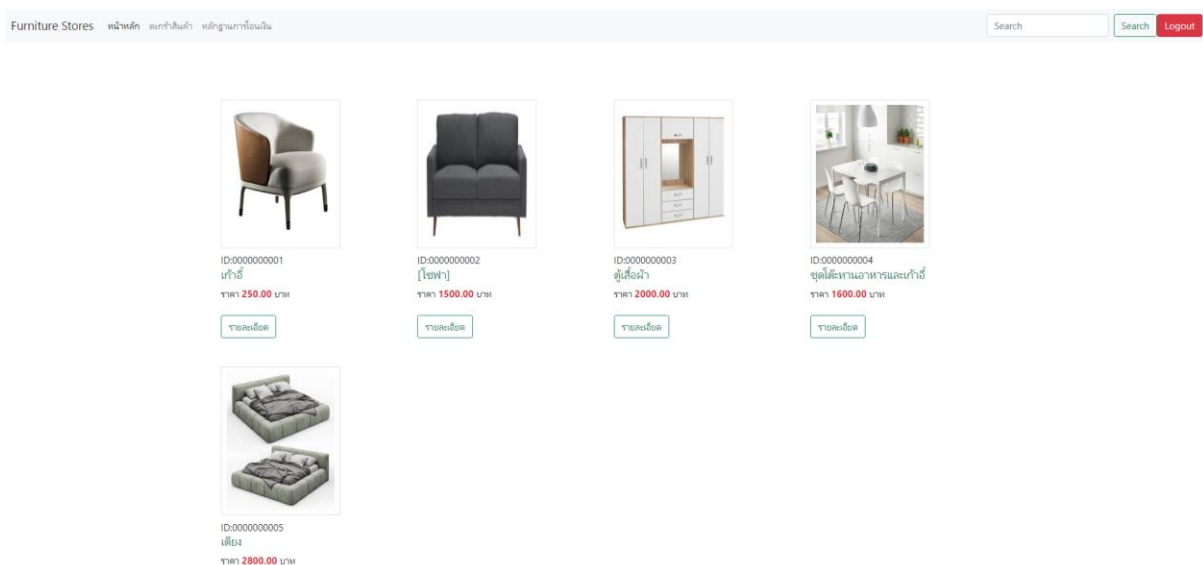 Furniture Stores หน้าหลัก ตะกร้าสินค้า หลักฐานการโอนเงิน Search Search Logout
ID:0000000001
เก้าอี้
ราคา 250.00 บาท
รายละเอียด
ID:0000000002
[โซฟา]
ราคา 1500.00 บาท
รายละเอียด
ID:0000000003
ตู้เสื้อผ้า
ราคา 2000.00 บาท
รายละเอียด
ID:0000000004
ชุดโต๊ะทานอาหารและเก้าอี้
ราคา 1600.00 บาท
รายละเอียด
ID:0000000005
เตียง
ราคา 2800.00 บาท